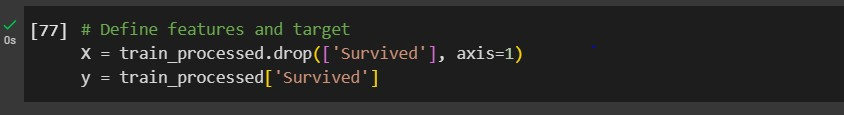 [77] # Define features and target
X = train_processed.drop(['Survived'], axis=1)
y = train_processed['Survived']
0s